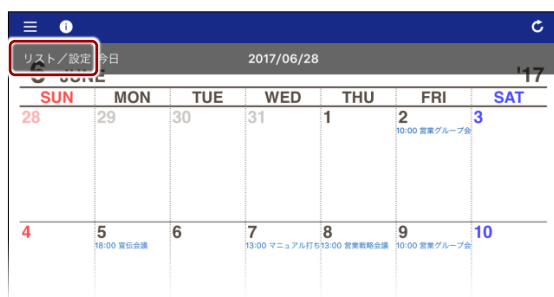 リスト／設定 今日 2017/06/28
6 JUNE '17
SUN MON TUE WED THU FRI SAT
28 29 30 31 1 2 3
10:00 営業グループ会
4 5 6 7 8 9 10
18:00 宣伝会議 13:00 マニュアル打ち 13:00 営業戦略会議 10:00 営業グループ会